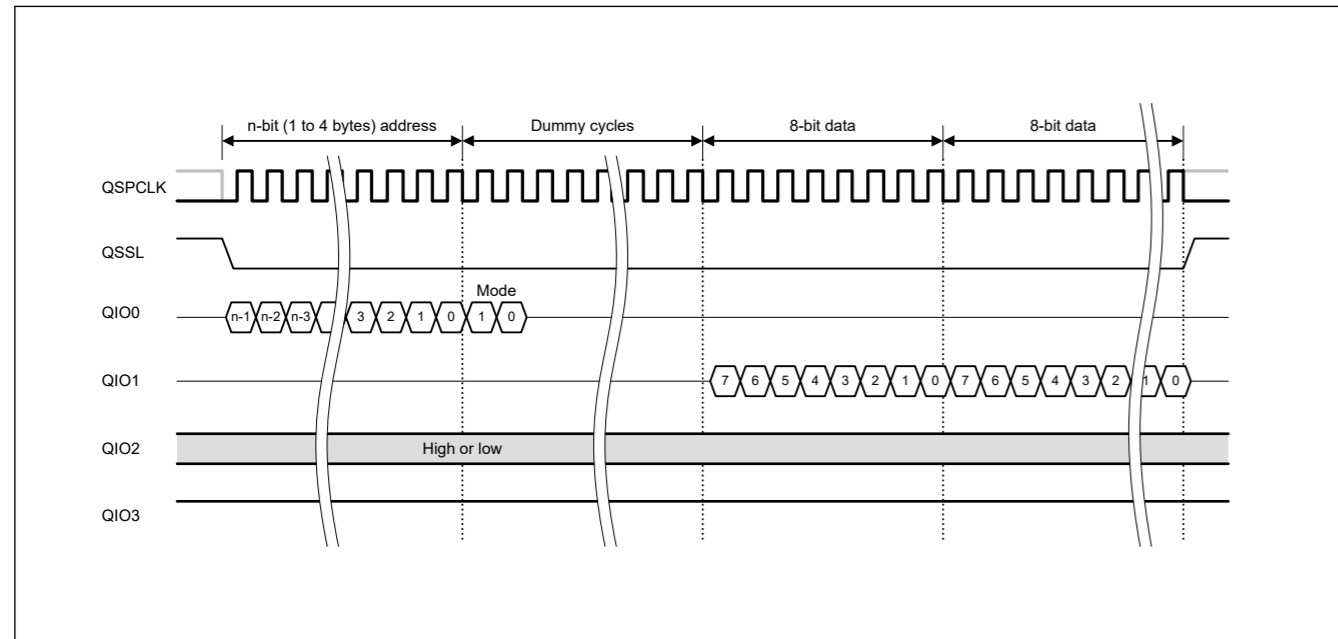 n-bit (1 to 4 bytes) address Dummy cycles 8-bit data 8-bit data
QSPCLK
QSSL
Mode
QIO0 n-1 n-2 n-3 3 2 1 0 1 0
QIO1 7 6 5 4 3 2 1 0 7 6 5 4 3 2 1 0
QIO2 High or low
QIO3